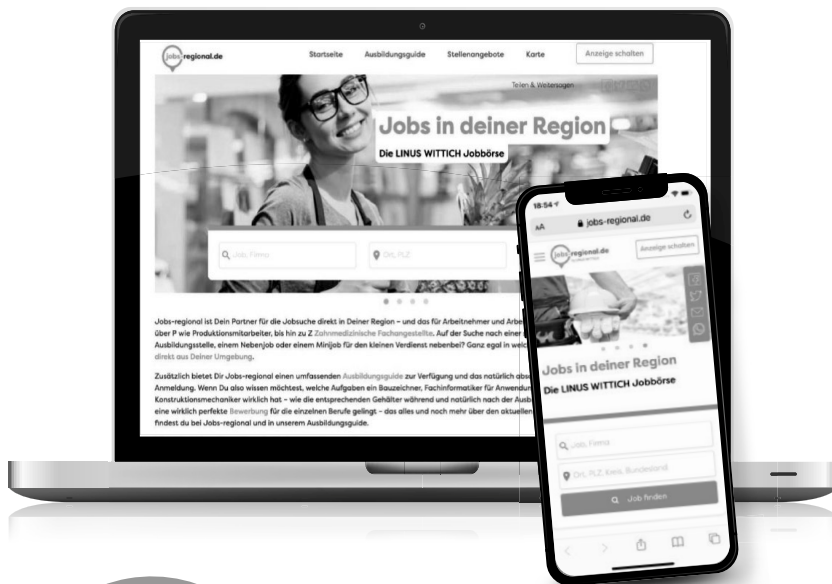 jobs-regional.de
Startseite Ausbildungsguide Stellenangebote Karte Anzeige schalten
Teilen & Weitersagen
Jobs in deiner Region
Die LINUS WITTICH Jobbörse
Job, Firma
Ort, PLZ
Jobs-regional ist Dein Partner für die Jobsuche direkt in Deiner Region – und das für Arbeitnehmer und Arbe
über P wie Produktionsmitarbeiter, bis hin zu Z Zahnmedizinische Fachangestellte. Auf der Suche nach einer
Ausbildungsstelle, einem Nebenjob oder einem Minijob für den kleinen Verdienst nebenbei? Ganz egal in welc
direkt aus Deiner Umgebung.
Zusätzlich bietet Dir Jobs-regional einen umfassenden Ausbildungsguide zur Verfügung und das natürlich abs
Anmeldung. Wenn Du also wissen möchtest, welche Aufgaben ein Bauzeichner, Fachinformatiker für Anwendun
Konstruktionsmechaniker wirklich hat – wie die entsprechenden Gehälter während und natürlich nach der Ausb
eine wirklich perfekte Bewerbung für die einzelnen Berufe gelingt – das alles und noch mehr über den aktuellen
findest du bei Jobs-regional und in unserem Ausbildungsguide.
18:54
AA jobs-regional.de
jobs-regional.de
Anzeige schalten
Jobs in deiner Region
Die LINUS WITTICH Jobbörse
Job, Firma
Ort, PLZ, Kreis, Bundesland
Job finden